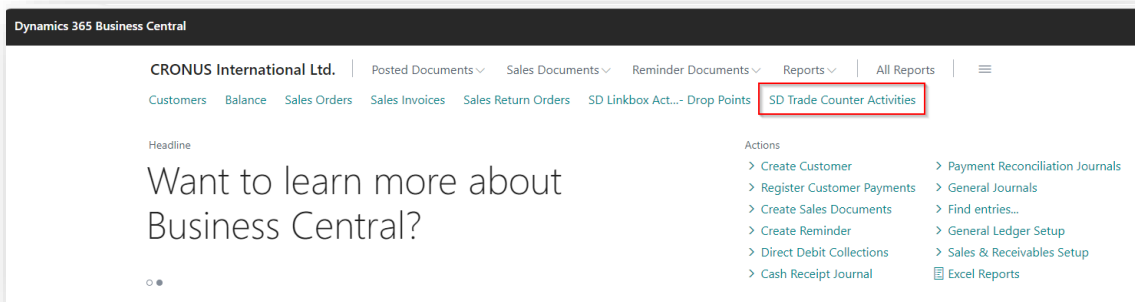 Dynamics 365 Business Central
CRONUS International Ltd. Posted Documents Sales Documents Reminder Documents Reports All Reports
Customers Balance Sales Orders Sales Invoices Sales Return Orders SD Linkbox Act...- Drop Points SD Trade Counter Activities
Headline
Want to learn more about
Business Central?
Actions
> Create Customer
> Register Customer Payments
> Create Sales Documents
> Create Reminder
> Direct Debit Collections
> Cash Receipt Journal
> Payment Reconciliation Journals
> General Journals
> Find entries...
> General Ledger Setup
> Sales & Receivables Setup
Excel Reports